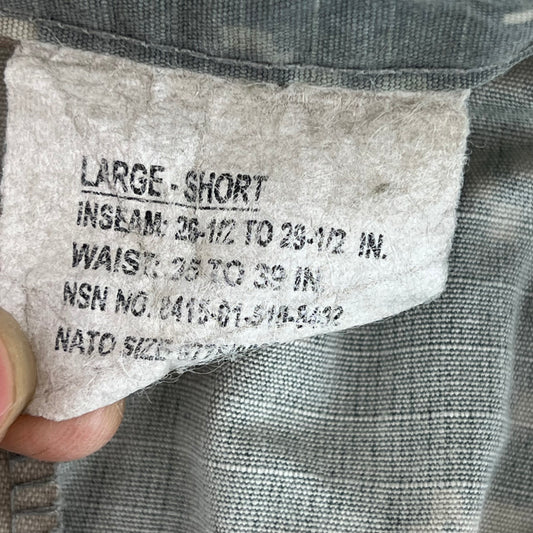 LARGE-SHORT
INSEAM: 26-1/2 TO 29-1/2 IN.
WAIST: 35 TO 39 IN
NSN NO.
NATO SIZE